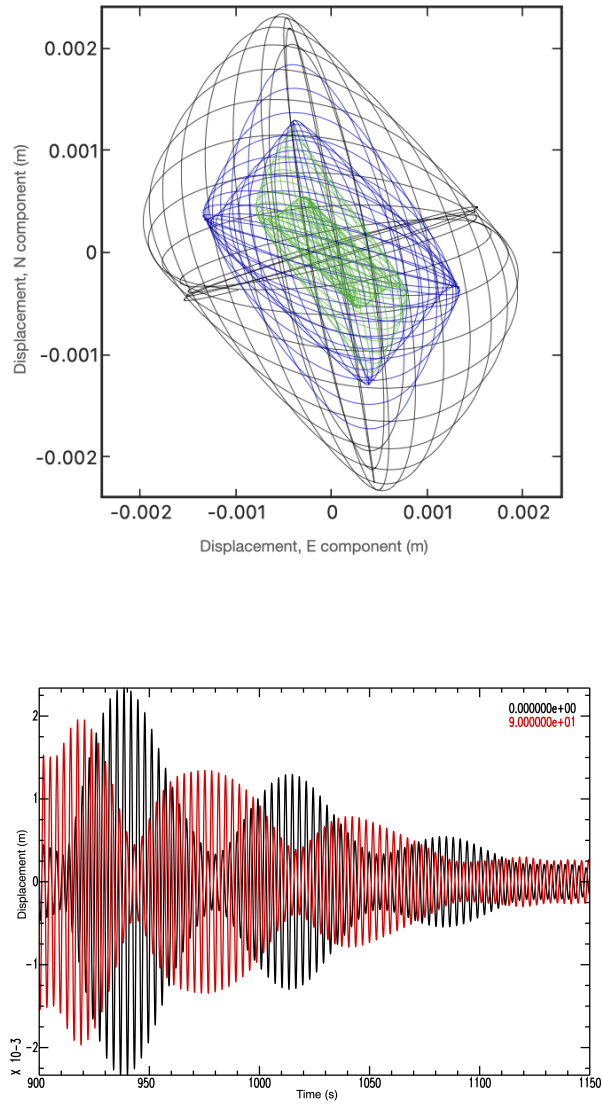 0.002
0.001
0
-0.001
-0.002
Displacement, N component (m)
-0.002 -0.001 0 0.001 0.002
Displacement, E component (m)
0.000000e+00
9.000000e+01
2
1
0
-1
-2
Displacement (m)
X 10-3
900 950 1000 1050 1100 1150
Time (s)